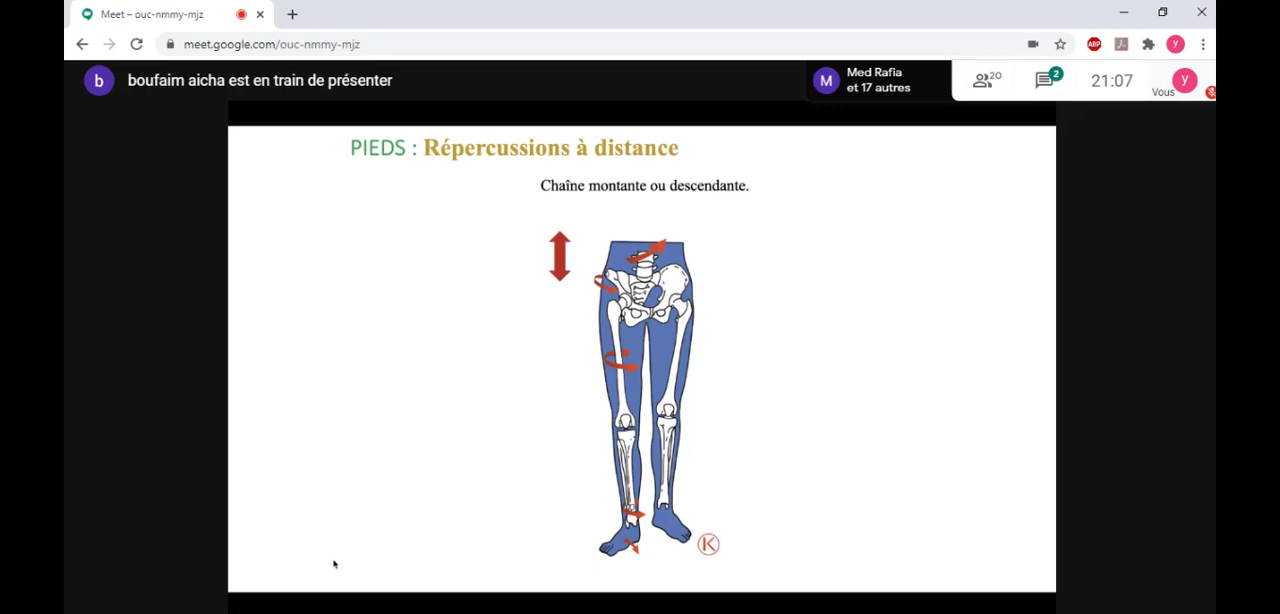 Meet – ouc-nmmy-mjz
meet.google.com/ouc-nmmy-mjz
ABP
y
b
boufaim aicha est en train de présenter
M
Med Rafia
et 17 autres
20
2
21:07
Vous
y
PIEDS : Répercussions à distance
Chaîne montante ou descendante.
K